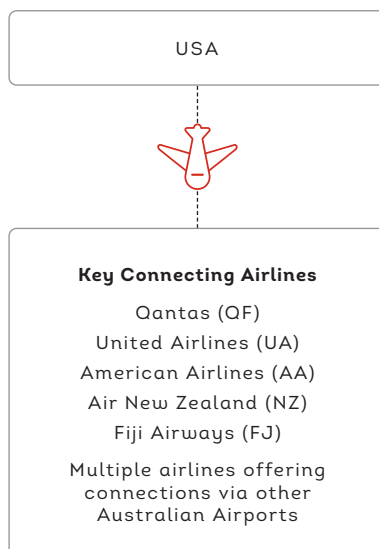 USA
Key Connecting Airlines
Qantas (QF)
United Airlines (UA)
American Airlines (AA)
Air New Zealand (NZ)
Fiji Airways (FJ)
Multiple airlines offering
connections via other
Australian Airports